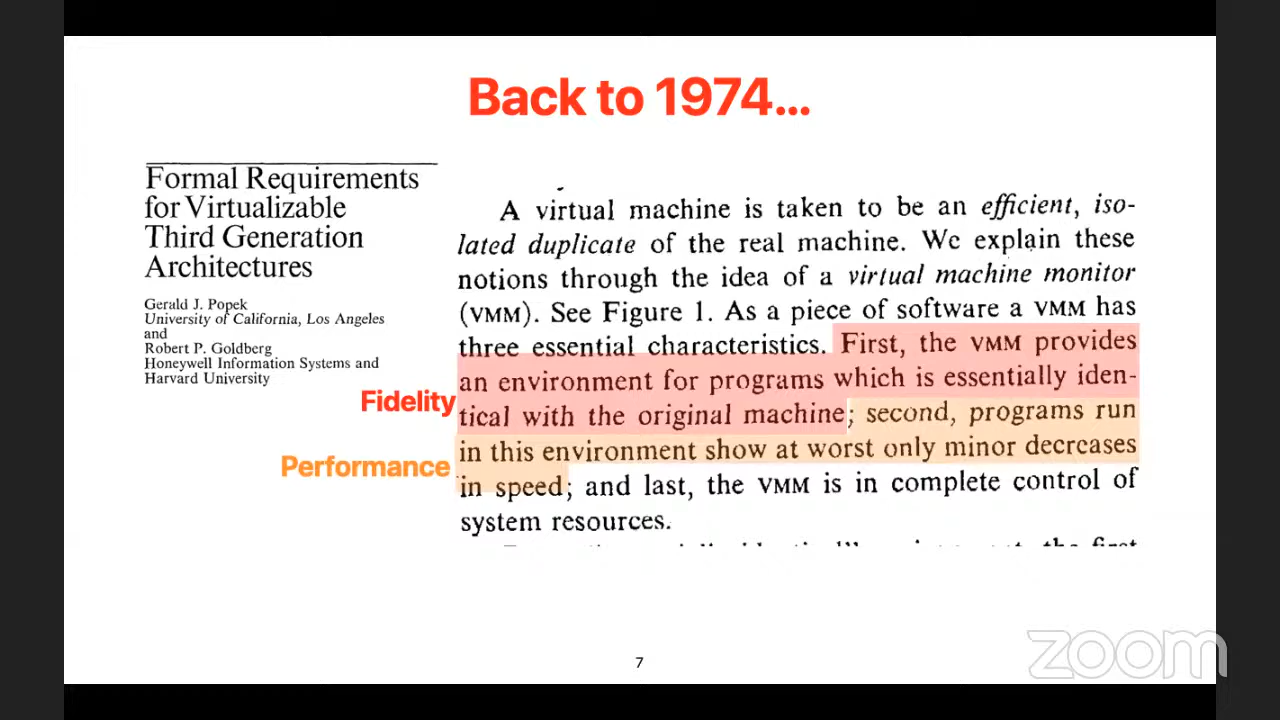 Back to 1974...
Formal Requirements
for Virtualizable
Third Generation
Architectures
Gerald J. Popek
University of California, Los Angeles
and
Robert P. Goldberg
Honeywell Information Systems and
Harvard University
Fidelity
Performance
A virtual machine is taken to be an efficient, iso-
lated duplicate of the real machine. We explain these
notions through the idea of a virtual machine monitor
(VMM). See Figure 1. As a piece of software a VMM has
three essential characteristics. First, the VMM provides
an environment for programs which is essentially iden-
tical with the original machine; second, programs run
in this environment show at worst only minor decreases
in speed; and last, the VMM is in complete control of
system resources.
7
zoom